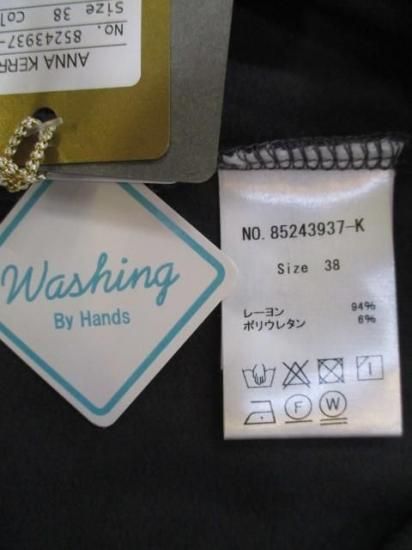 ANNA KERR
No. 85243937-
Size 38 Col
Washing
By Hands
NO. 85243937-K
Size 38
レーヨン 94%
ポリウレタン 6%
F W